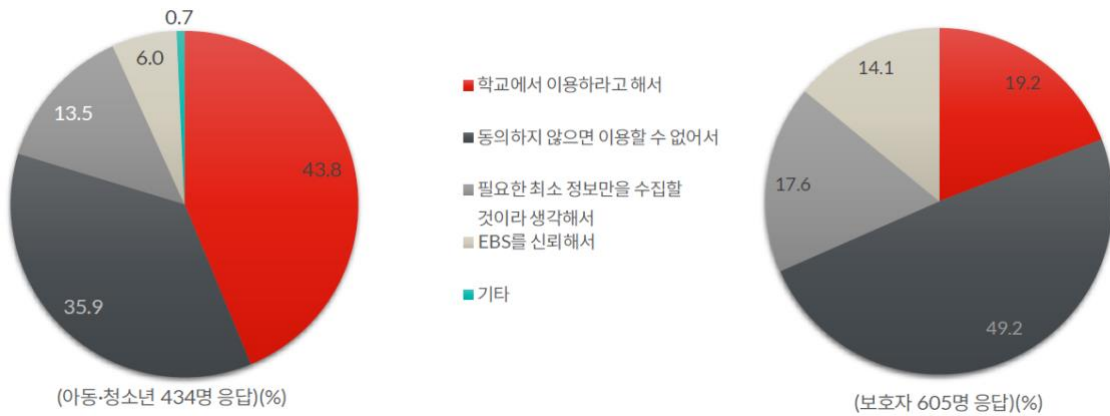 0.7
6.0
13.5
43.8
35.9
(아동·청소년 434명 응답)(%)
학교에서 이용하라고 해서
동의하지 않으면 이용할 수 없어서
필요한 최소 정보만을 수집할
것이라 생각해서
EBS를 신뢰해서
기타
14.1
19.2
17.6
49.2
(보호자 605명 응답)(%)